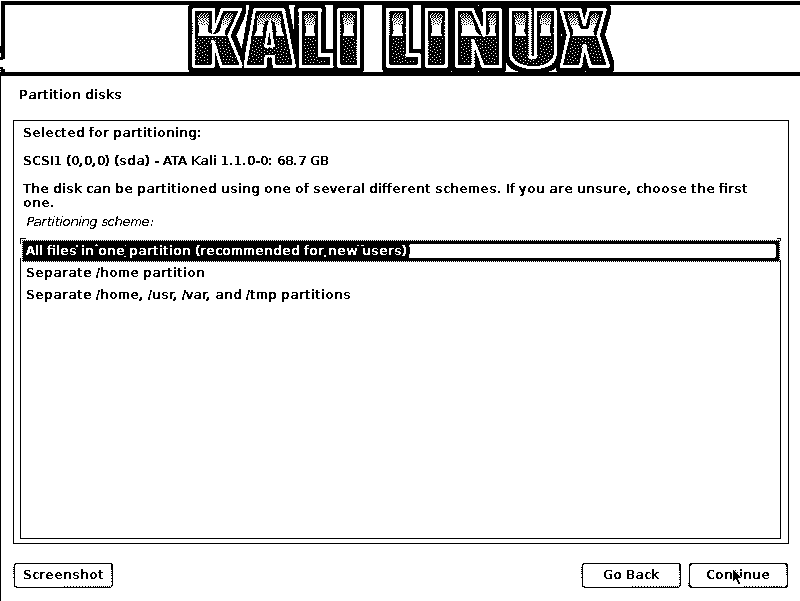 KALI LINUX
Partition disks
Selected for partitioning:
SCSI1 (0,0,0) (sda) - ATA Kali 1.1.0-0: 68.7 GB
The disk can be partitioned using one of several different schemes. If you are unsure, choose the first
one.
Partitioning scheme:
All files in one partition (recommended for new users)
Separate /home partition
Separate /home, /usr, /var, and /tmp partitions
Screenshot
Go Back
Continue